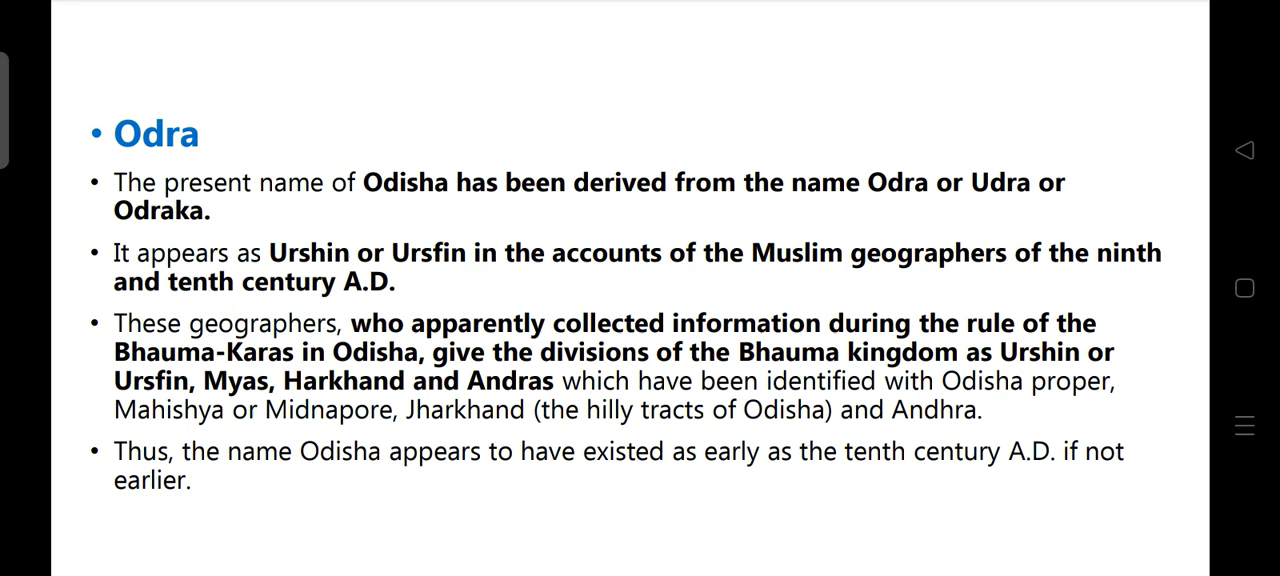 • Odra
• The present name of Odisha has been derived from the name Odra or Udra or
Odraka.
• It appears as Urshin or Ursfin in the accounts of the Muslim geographers of the ninth
and tenth century A.D.
• These geographers, who apparently collected information during the rule of the
Bhauma-Karas in Odisha, give the divisions of the Bhauma kingdom as Urshin or
Ursfin, Myas, Harkhand and Andras which have been identified with Odisha proper,
Mahishya or Midnapore, Jharkhand (the hilly tracts of Odisha) and Andhra.
• Thus, the name Odisha appears to have existed as early as the tenth century A.D. if not
earlier.